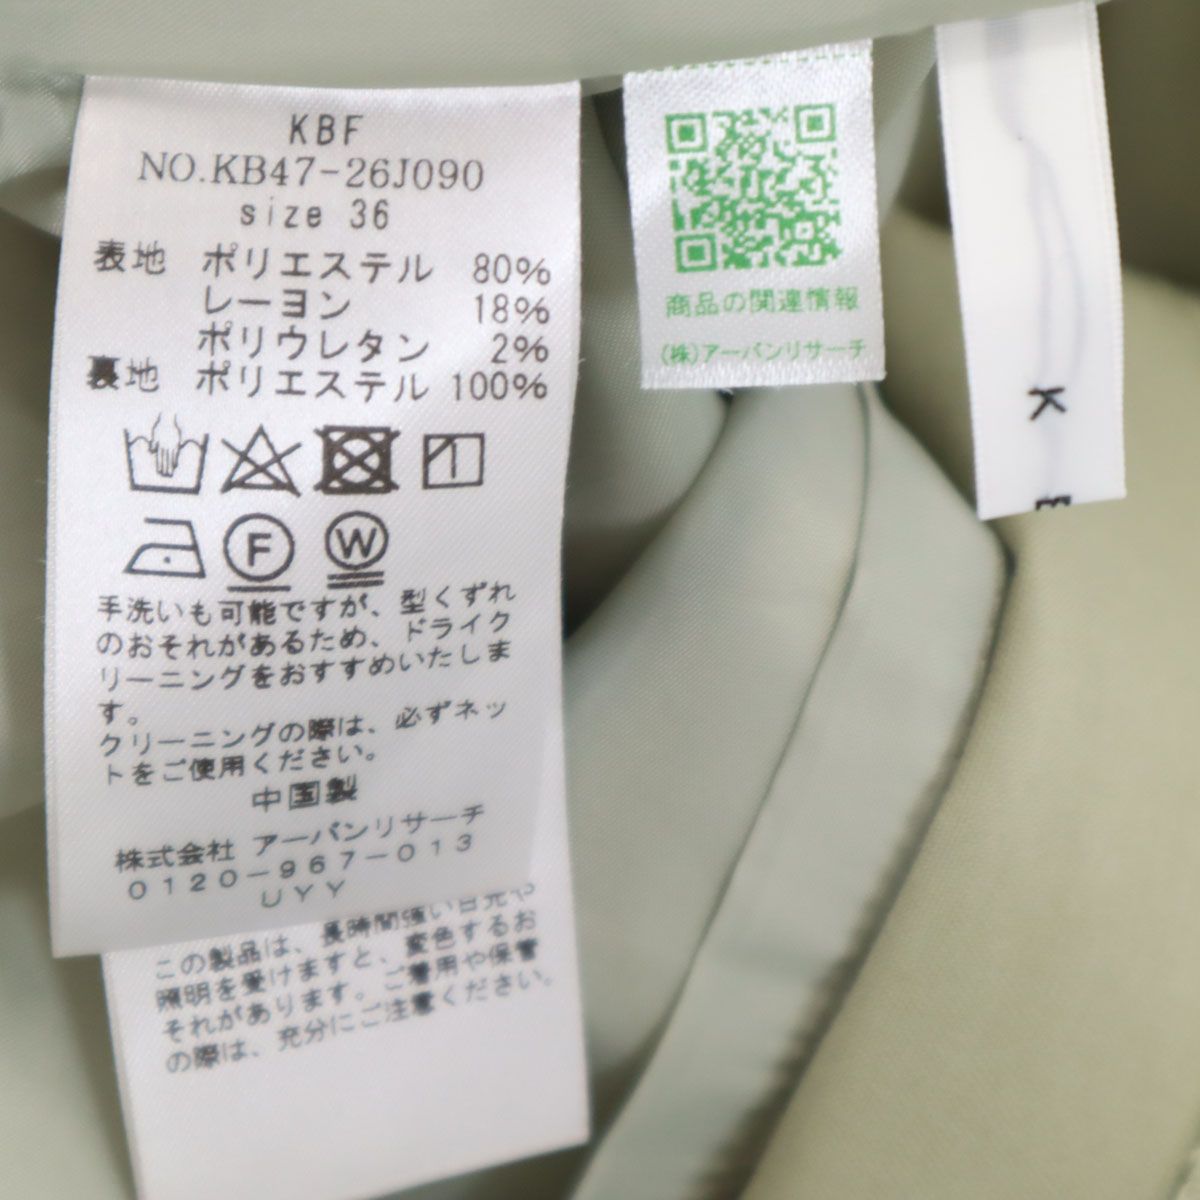 KBF
NO.KB47-26J090
size 36
表地 ポリエステル 80%
レーヨン 18%
ポリウレタン 2%
裏地 ポリエステル 100%
F W
手洗いも可能ですが、型くずれ
のおそれがあるため、ドライク
リーニングをおすすめいたしま
す。
クリーニングの際は、必ずネッ
トをご使用ください。
中国製
株式会社 アーバンリサーチ
0120-967-013
UYY
この製品は、長時間強い日光や
照明を受けますと、変色するお
それがあります。ご着用や保管
の際は、充分にご注意ください。
商品の関連情報
(株)アーバンリサーチ
K